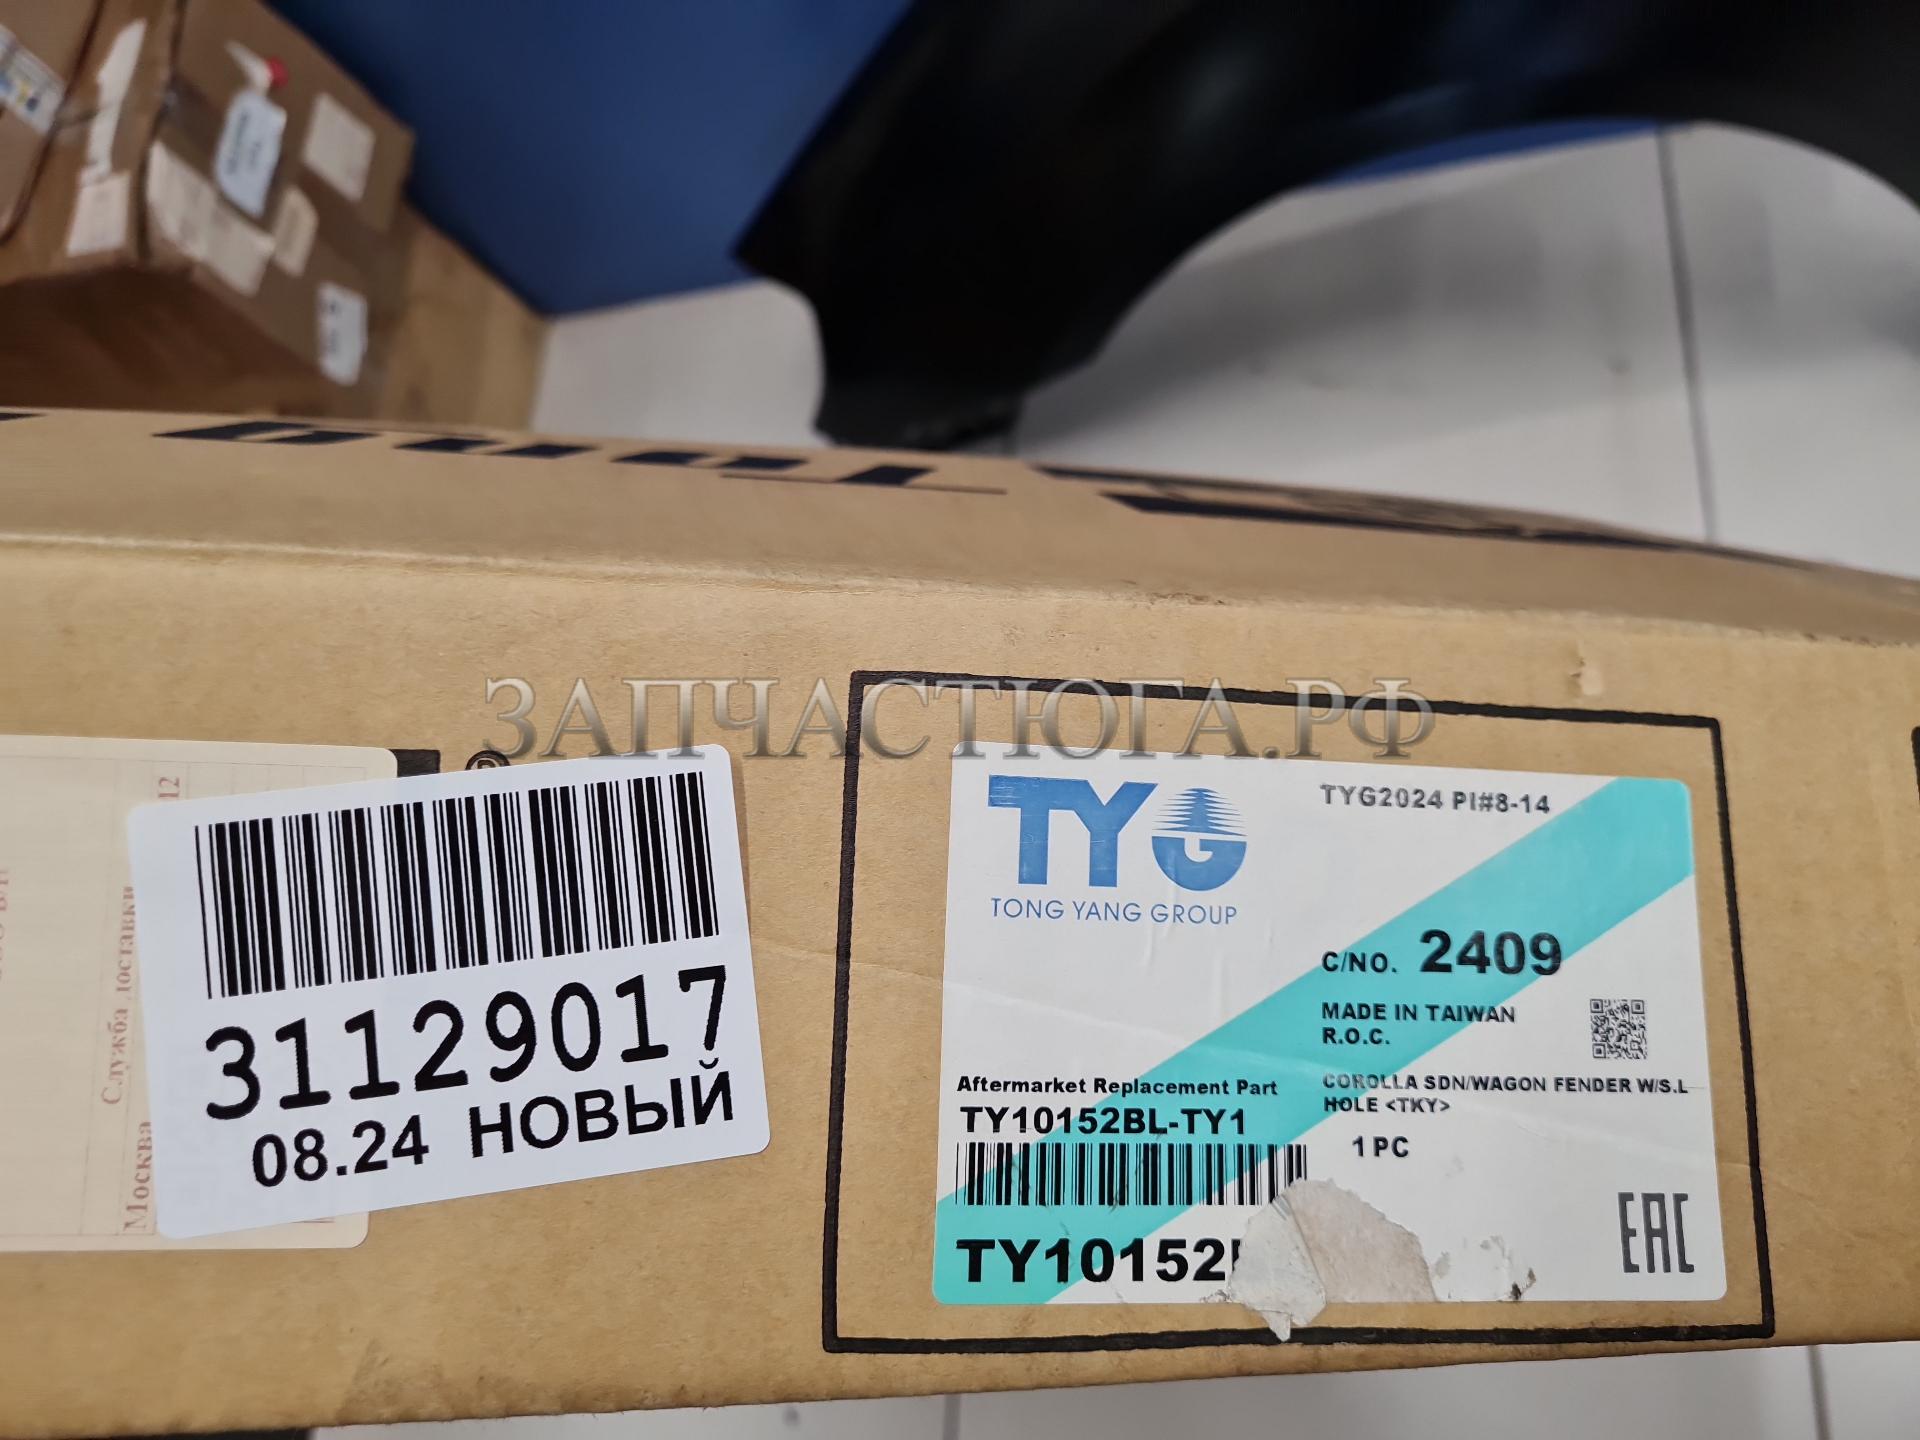 ЗАПЧАСТЮГА.РФ
31129017
08.24 НОВЫЙ
Служба доставки
Москва
12
TYG
TONG YANG GROUP
TYG2024 PI#8-14
C/NO. 2409
MADE IN TAIWAN
R.O.C.
Aftermarket Replacement Part
TY10152BL-TY1
COROLLA SDN/WAGON FENDER W/S.L
HOLE <TKY>
1 PC
TY10152
EAC